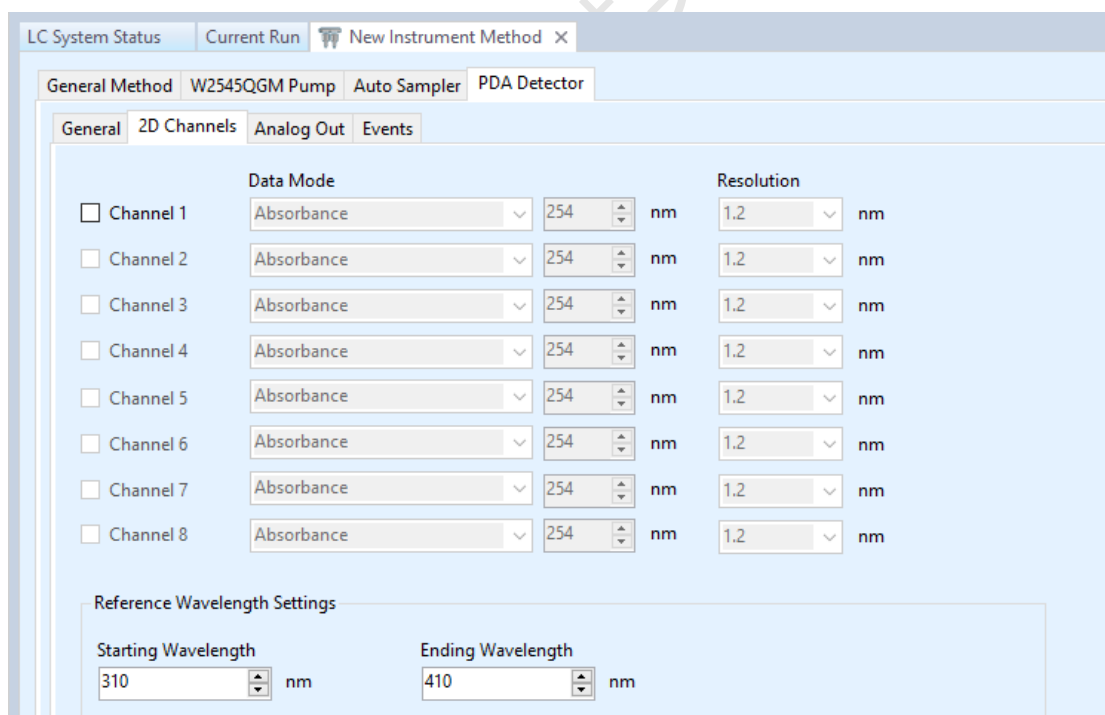 LC System Status Current Run New Instrument Method
General Method W2545QGM Pump Auto Sampler PDA Detector
General 2D Channels Analog Out Events
Data Mode Resolution
Channel 1 Absorbance 254 nm 1.2 nm
Channel 2 Absorbance 254 nm 1.2 nm
Channel 3 Absorbance 254 nm 1.2 nm
Channel 4 Absorbance 254 nm 1.2 nm
Channel 5 Absorbance 254 nm 1.2 nm
Channel 6 Absorbance 254 nm 1.2 nm
Channel 7 Absorbance 254 nm 1.2 nm
Channel 8 Absorbance 254 nm 1.2 nm
Reference Wavelength Settings
Starting Wavelength Ending Wavelength
310 nm 410 nm